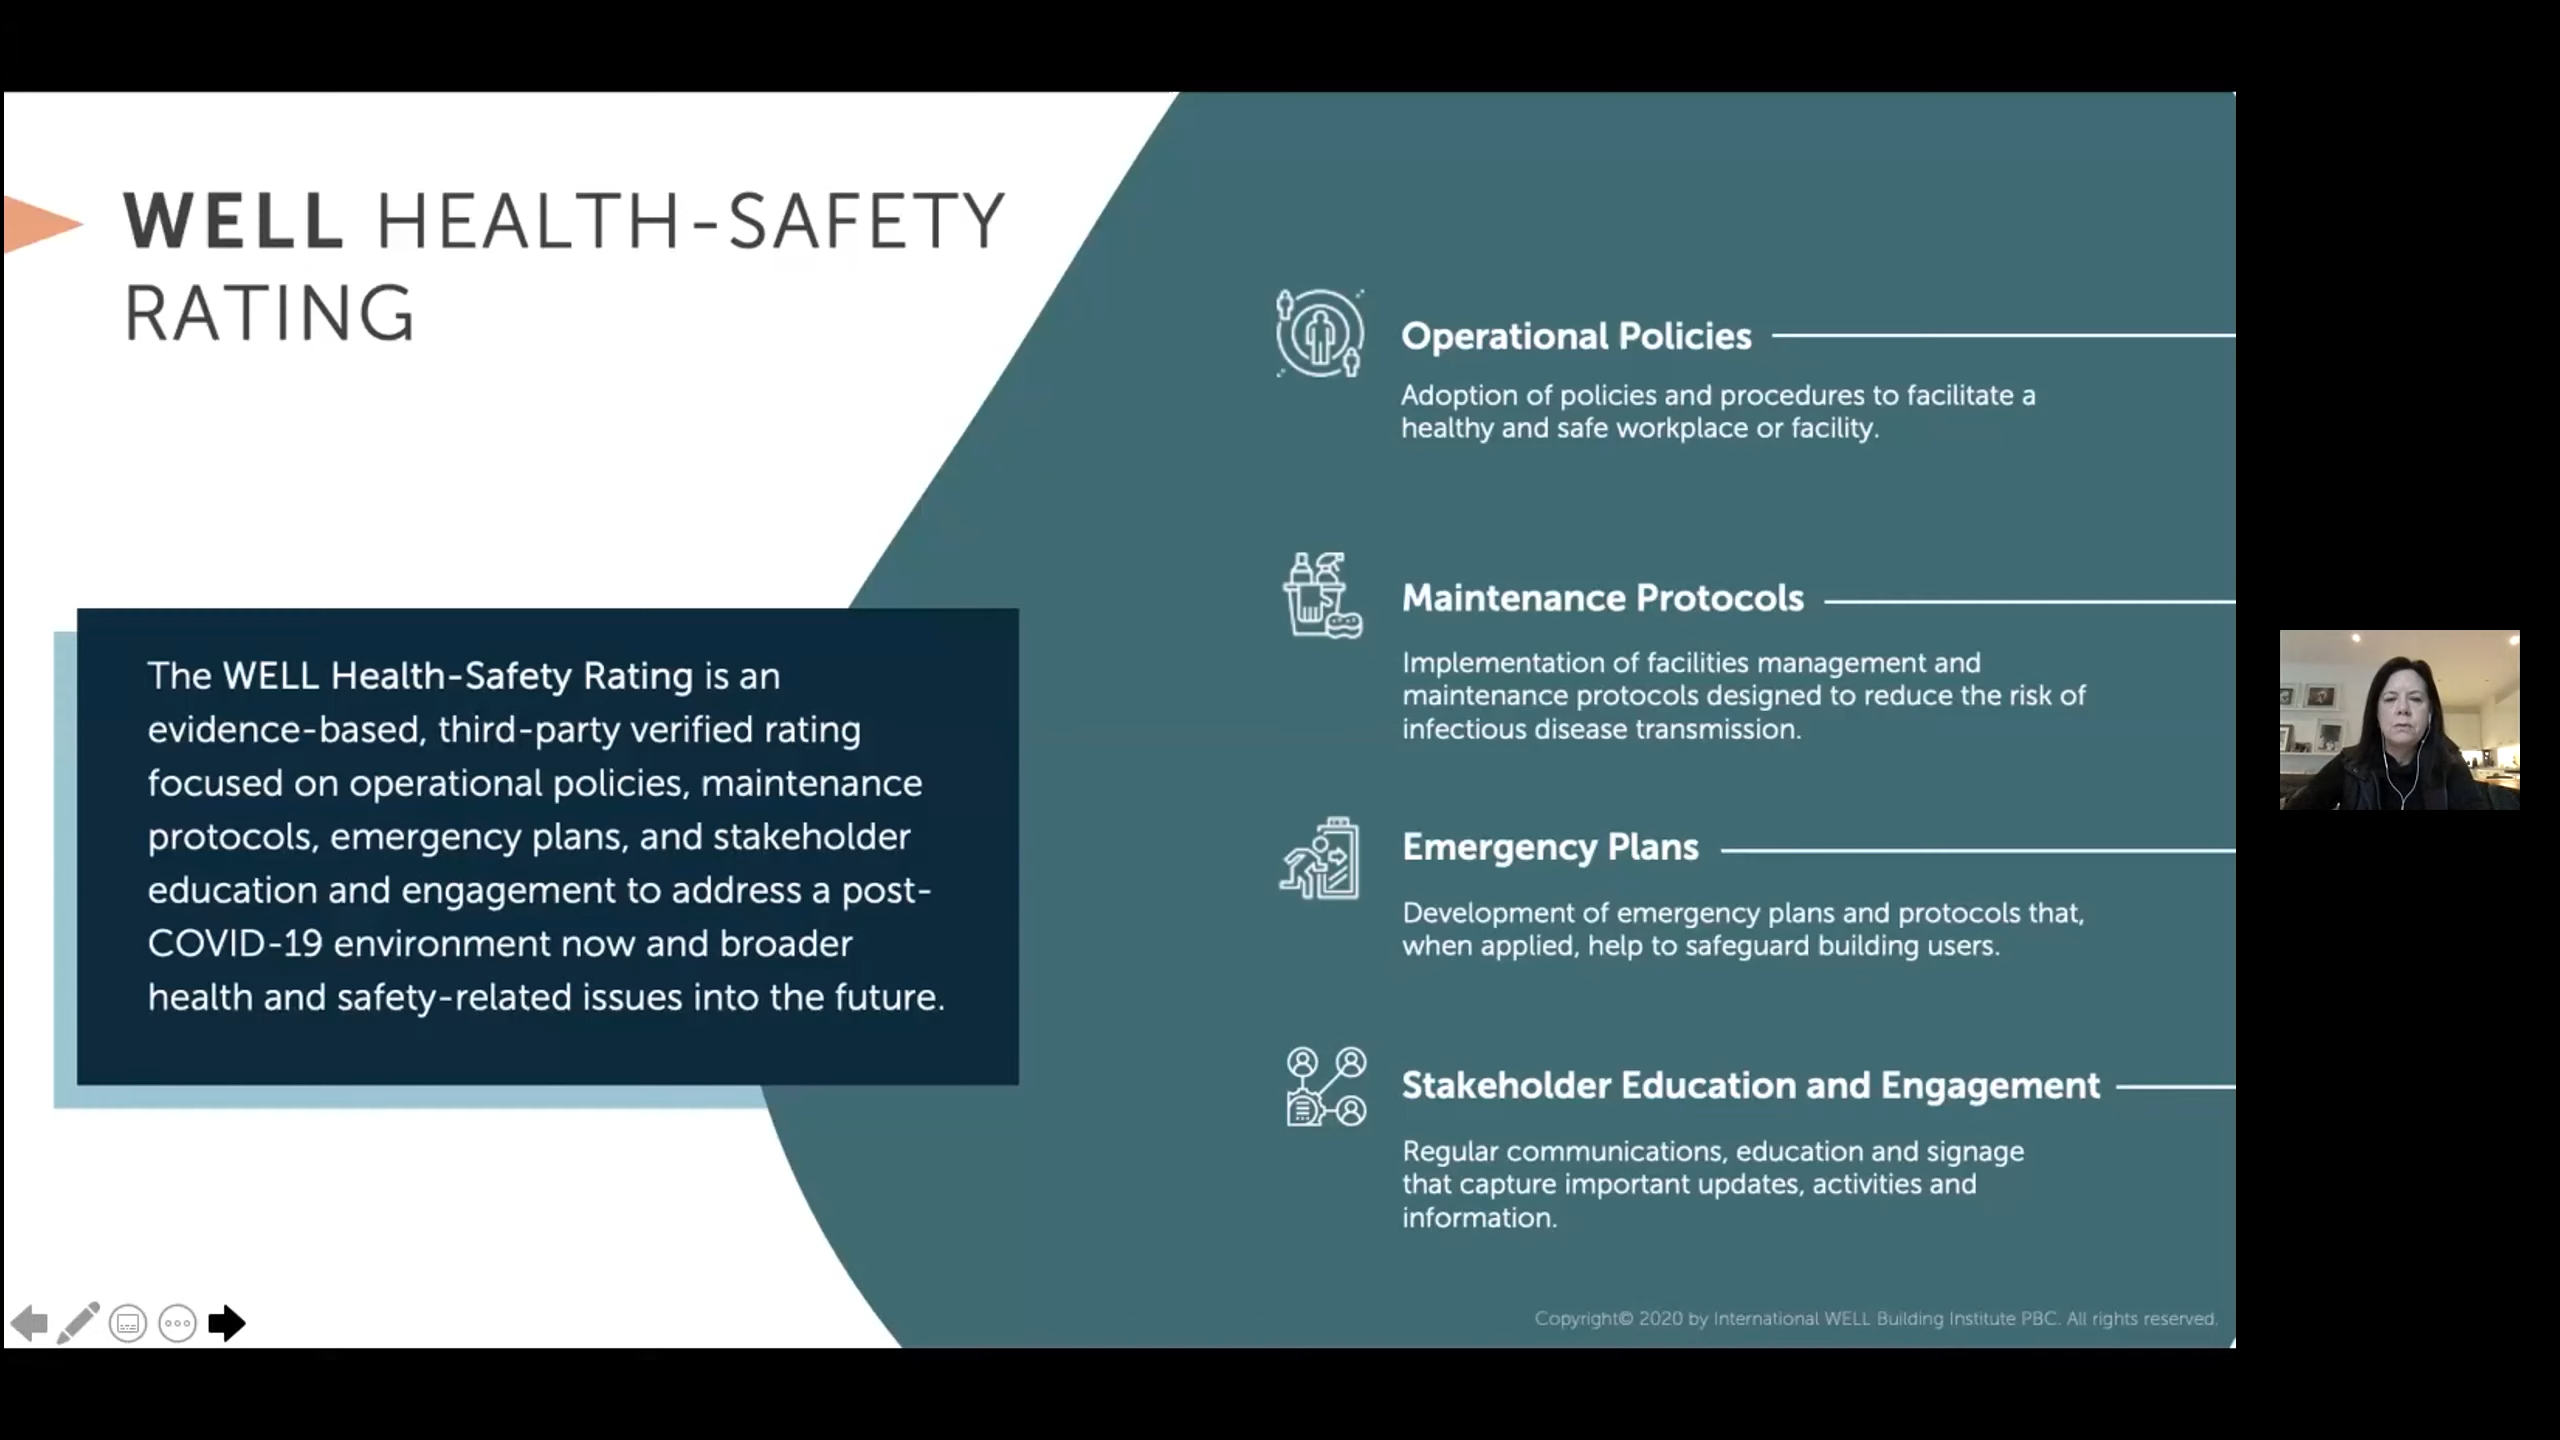 WELL HEALTH-SAFETY
RATING
The WELL Health-Safety Rating is an
evidence-based, third-party verified rating
focused on operational policies, maintenance
protocols, emergency plans, and stakeholder
education and engagement to address a post-
COVID-19 environment now and broader
health and safety-related issues into the future.
Operational Policies
Adoption of policies and procedures to facilitate a
healthy and safe workplace or facility.
Maintenance Protocols
Implementation of facilities management and
maintenance protocols designed to reduce the risk of
infectious disease transmission.
Emergency Plans
Development of emergency plans and protocols that,
when applied, help to safeguard building users.
Stakeholder Education and Engagement
Regular communications, education and signage
that capture important updates, activities and
information.
Copyright© 2020 by International WELL Building Institute PBC. All rights reserved.